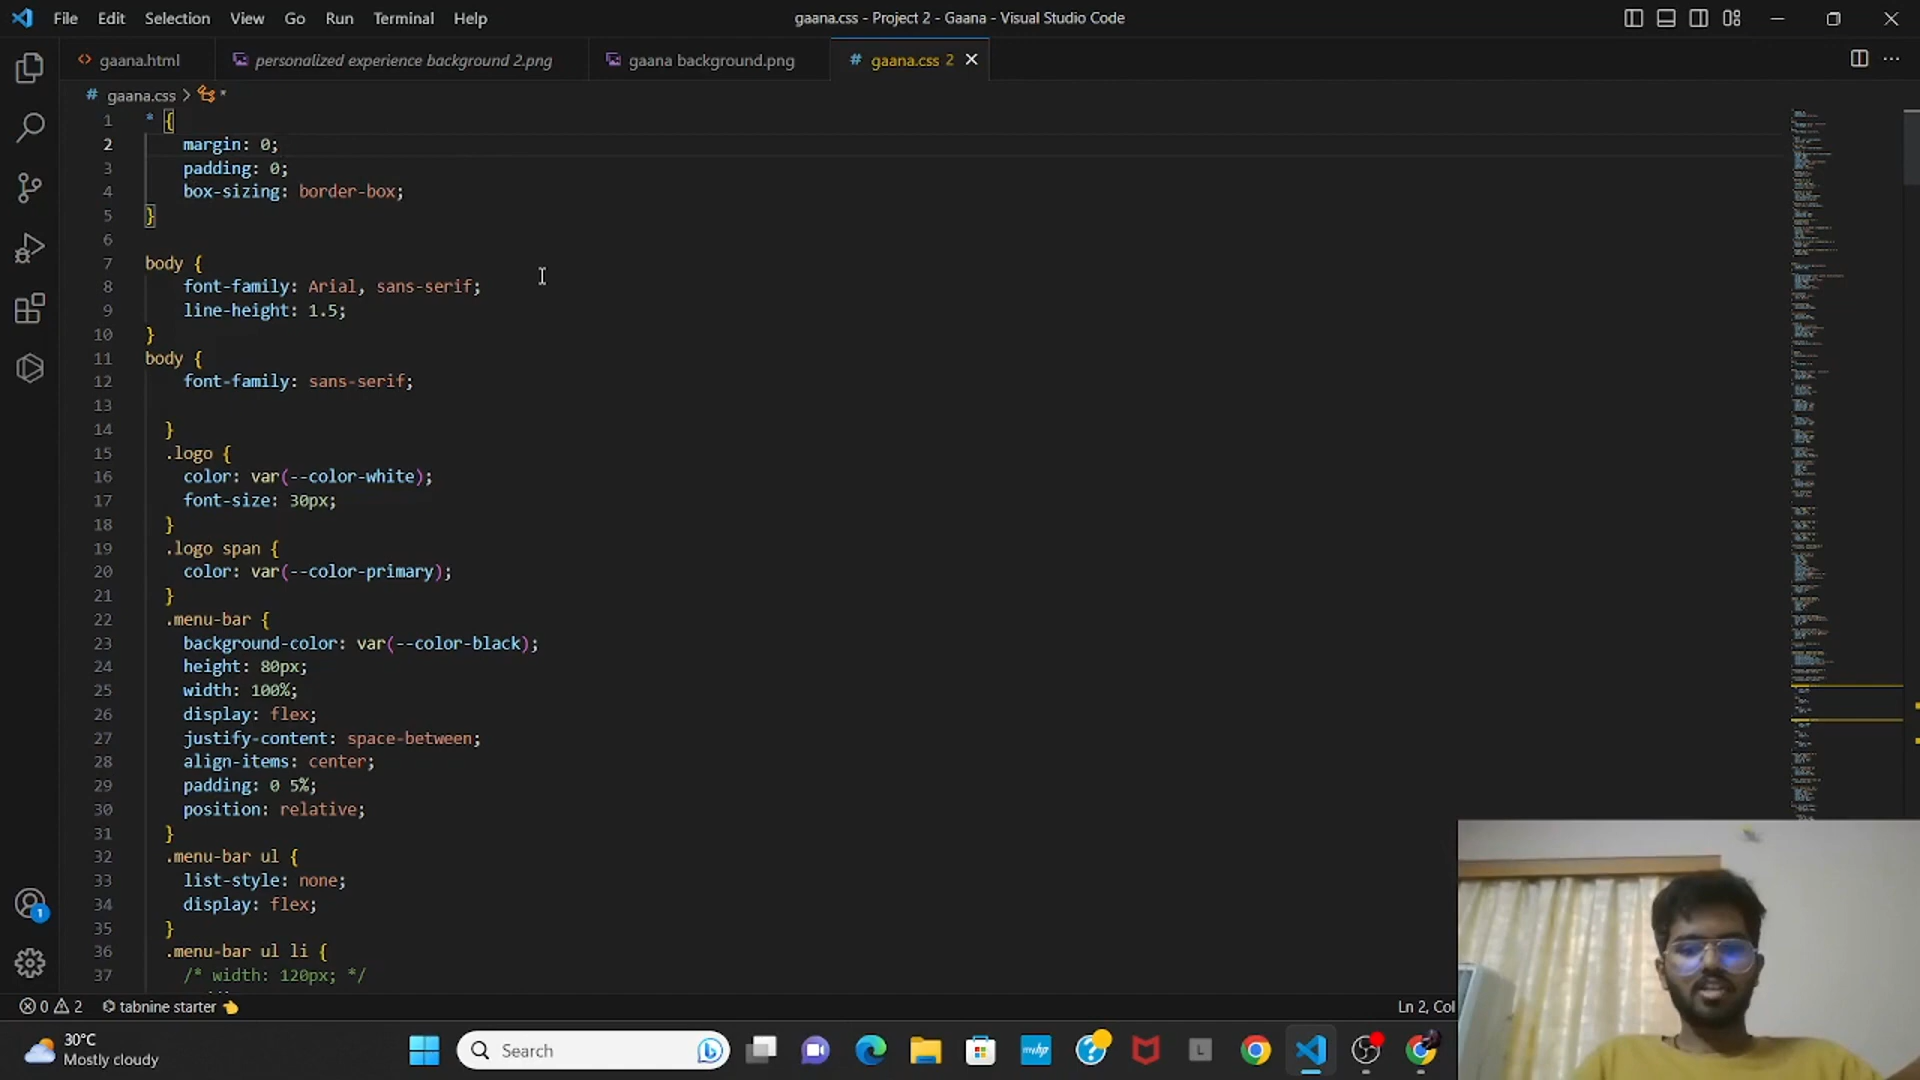 File Edit Selection View Go Run Terminal Help
gaana.css - Project 2 - Gaana - Visual Studio Code
gaana.html
personalized experience background 2.png
gaana background.png
# gaana.css 2
# gaana.css > *
1 * {
2 margin: 0;
3 padding: 0;
4 box-sizing: border-box;
5 }
6
7 body {
8 font-family: Arial, sans-serif;
9 line-height: 1.5;
10 }
11 body {
12 font-family: sans-serif;
13
14 }
15 .logo {
16 color: var(--color-white);
17 font-size: 30px;
18 }
19 .logo span {
20 color: var(--color-primary);
21 }
22 .menu-bar {
23 background-color: var(--color-black);
24 height: 80px;
25 width: 100%;
26 display: flex;
27 justify-content: space-between;
28 align-items: center;
29 padding: 0 5%;
30 position: relative;
31 }
32 .menu-bar ul {
33 list-style: none;
34 display: flex;
35 }
36 .menu-bar ul li {
37 /* width: 120px; */
1
0 2 tabnine starter
Ln 2, Col
30°C
Mostly cloudy
Search